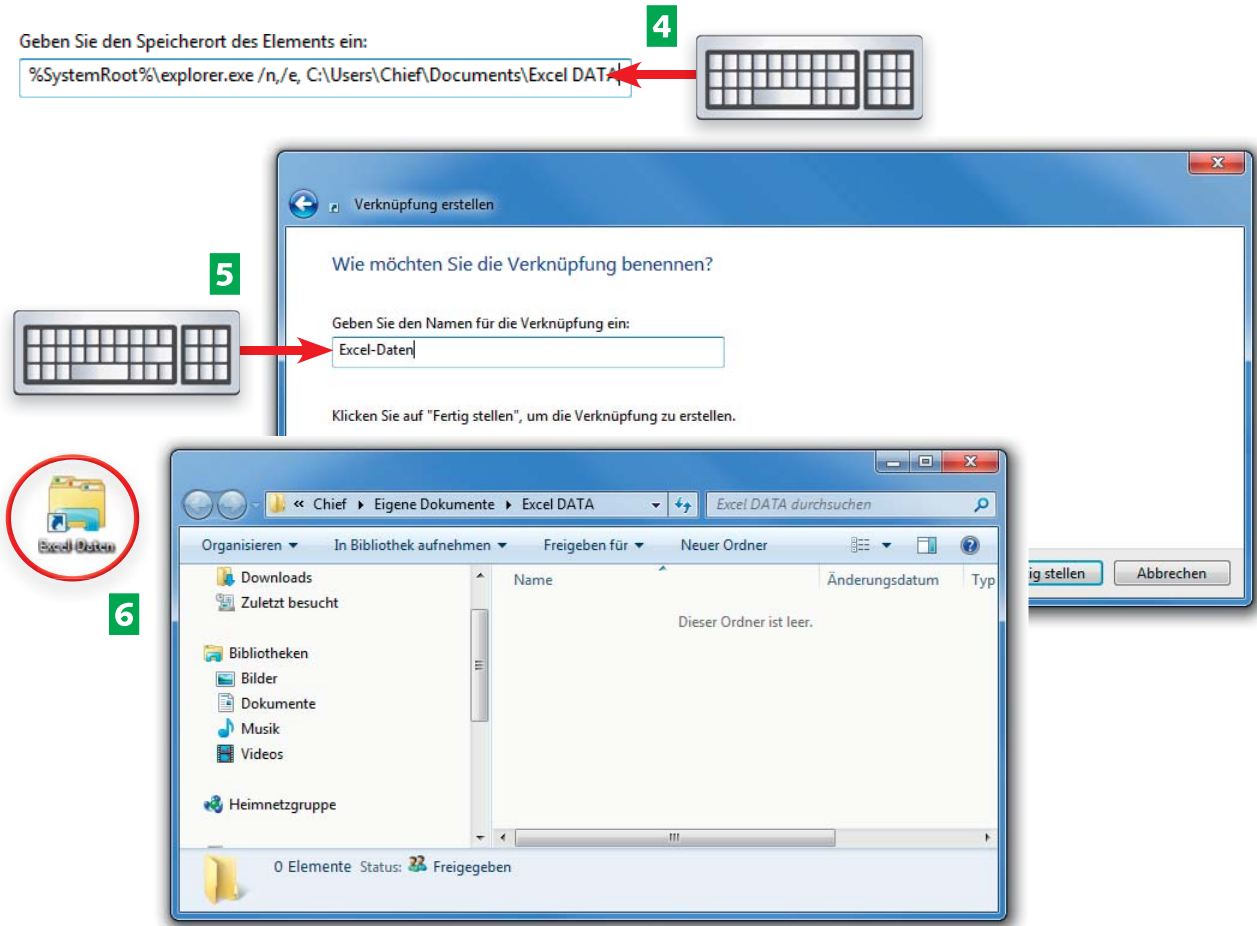 4
Geben Sie den Speicherort des Elements ein:
%SystemRoot%\explorer.exe /n,/e, C:\Users\Chief\Documents\Excel DATA
Verknüpfung erstellen
Wie möchten Sie die Verknüpfung benennen?
5
Geben Sie den Namen für die Verknüpfung ein:
Excel-Daten
Klicken Sie auf "Fertig stellen", um die Verknüpfung zu erstellen.
ig stellen
Abbrechen
Excel-Daten
6
« Chief Eigene Dokumente Excel DATA
Excel DATA durchsuchen
Organisieren In Bibliothek aufnehmen Freigeben für Neuer Ordner
Downloads
Zuletzt besucht
Bibliotheken
Bilder
Dokumente
Musik
Videos
Heimnetzgruppe
Name Änderungsdatum Typ
Dieser Ordner ist leer.
0 Elemente Status: Freigegeben